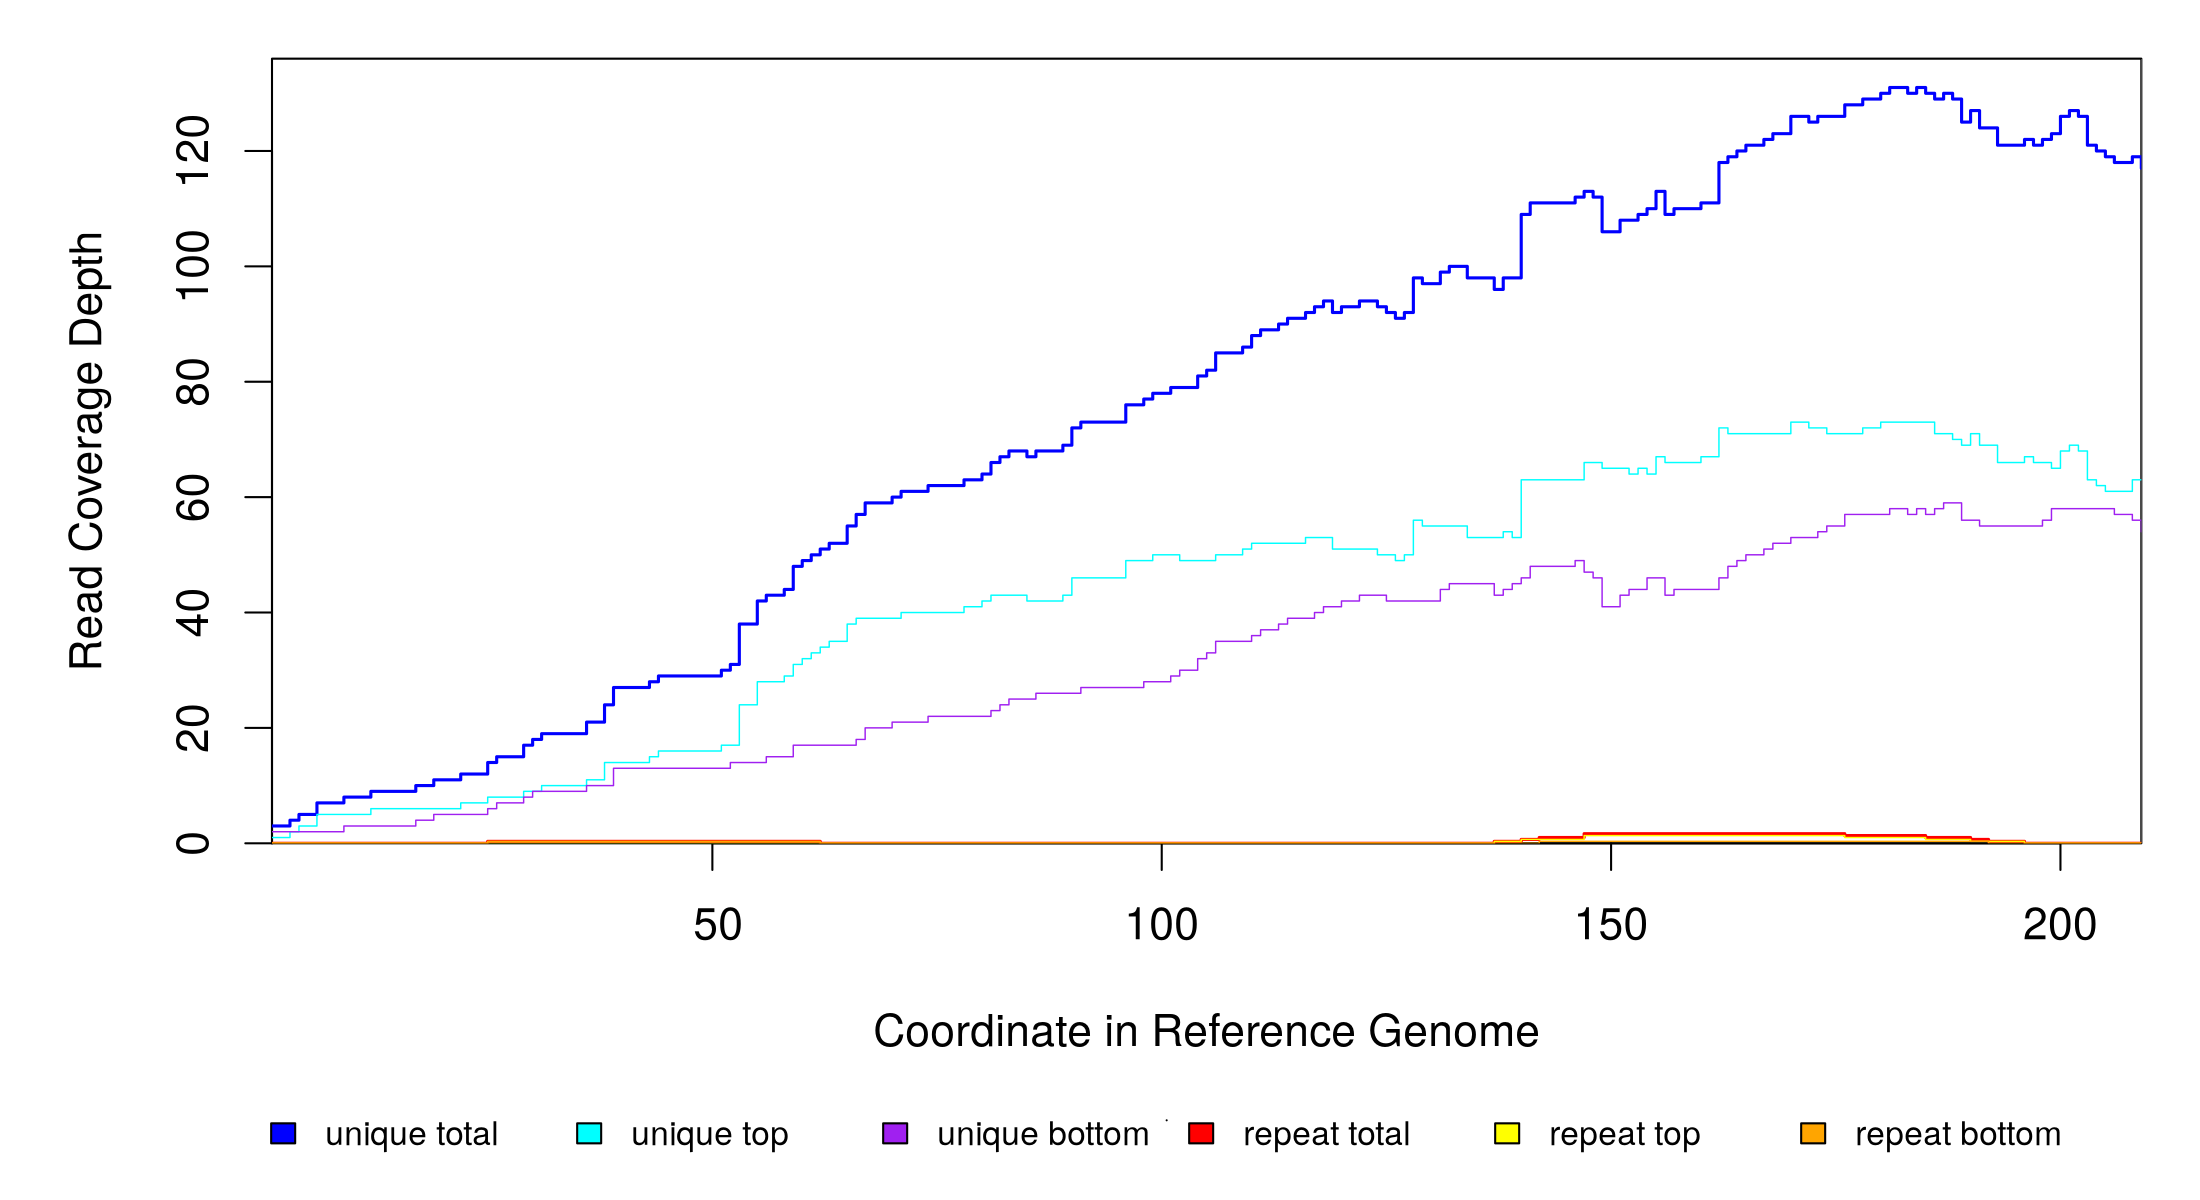 Read Coverage Depth
120
100
80
60
40
20
0
50 100 150 200
Coordinate in Reference Genome
unique total unique top unique bottom repeat total repeat top repeat bottom